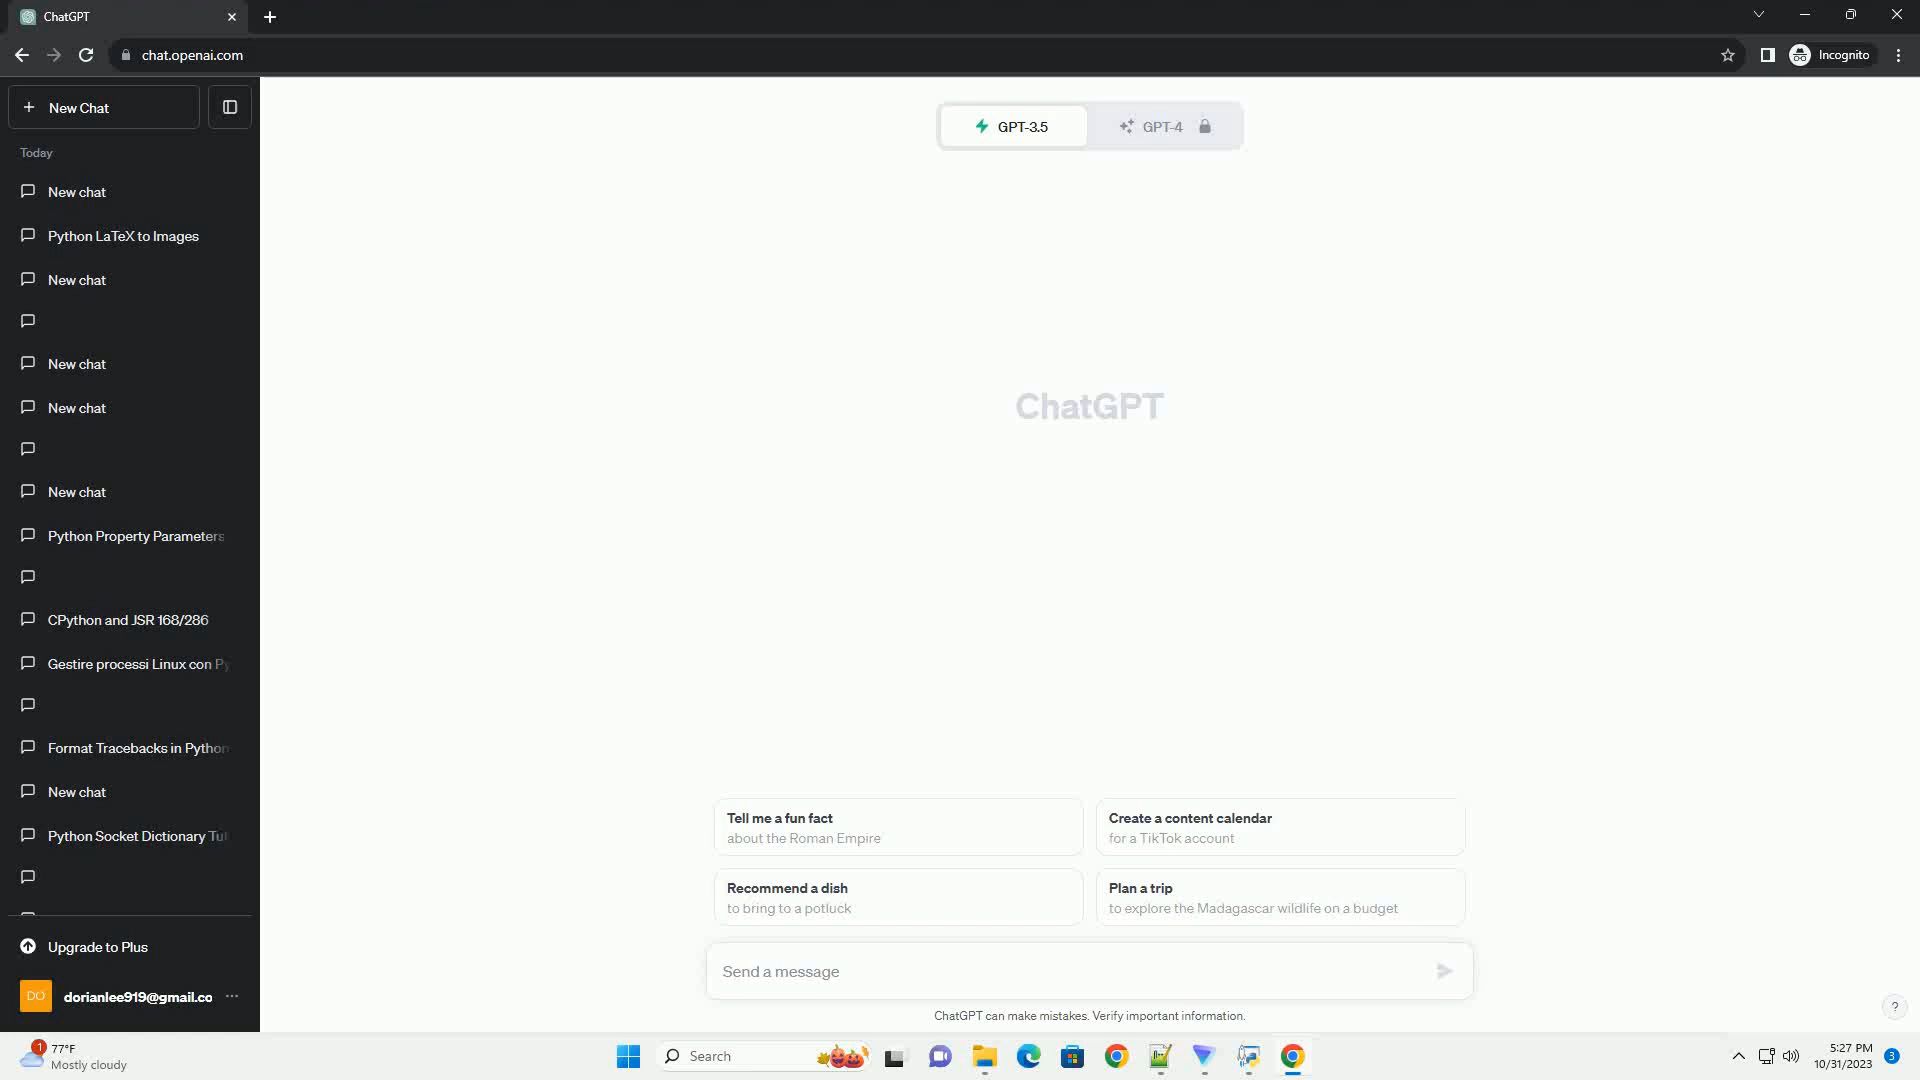 ChatGPT
chat.openai.com
Incognito
New Chat
Today
New chat
Python LaTeX to Images
New chat
New chat
New chat
New chat
Python Property Parameters
CPython and JSR 168/286
Gestire processi Linux con Py
Format Tracebacks in Python
New chat
Python Socket Dictionary Tut
Upgrade to Plus
DO
dorianlee919@gmail.co
GPT-3.5
GPT-4
ChatGPT
Tell me a fun fact
about the Roman Empire
Create a content calendar
for a TikTok account
Recommend a dish
to bring to a potluck
Plan a trip
to explore the Madagascar wildlife on a budget
Send a message
ChatGPT can make mistakes. Verify important information.
?
1
77°F
Mostly cloudy
Search
5:27 PM
10/31/2023
3